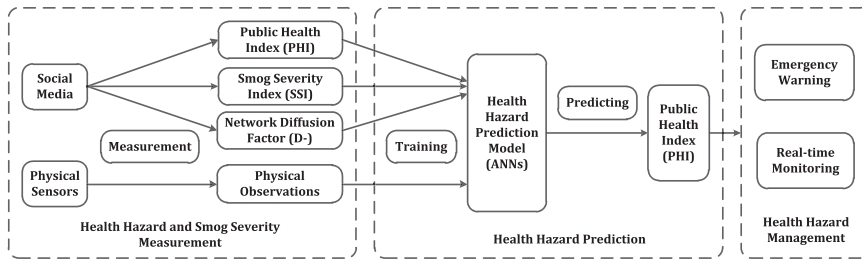 Social
Media
Physical
Sensors
Public Health
Index (PHI)
Smog Severity
Index (SSI)
Network Diffusion
Factor (D-)
Measurement
Physical
Observations
Health Hazard and Smog Severity
Measurement
Training
Health
Hazard
Prediction
Model
(ANNs)
Predicting
Public
Health
Index
(PHI)
Health Hazard Prediction
Emergency
Warning
Real-time
Monitoring
Health Hazard
Management